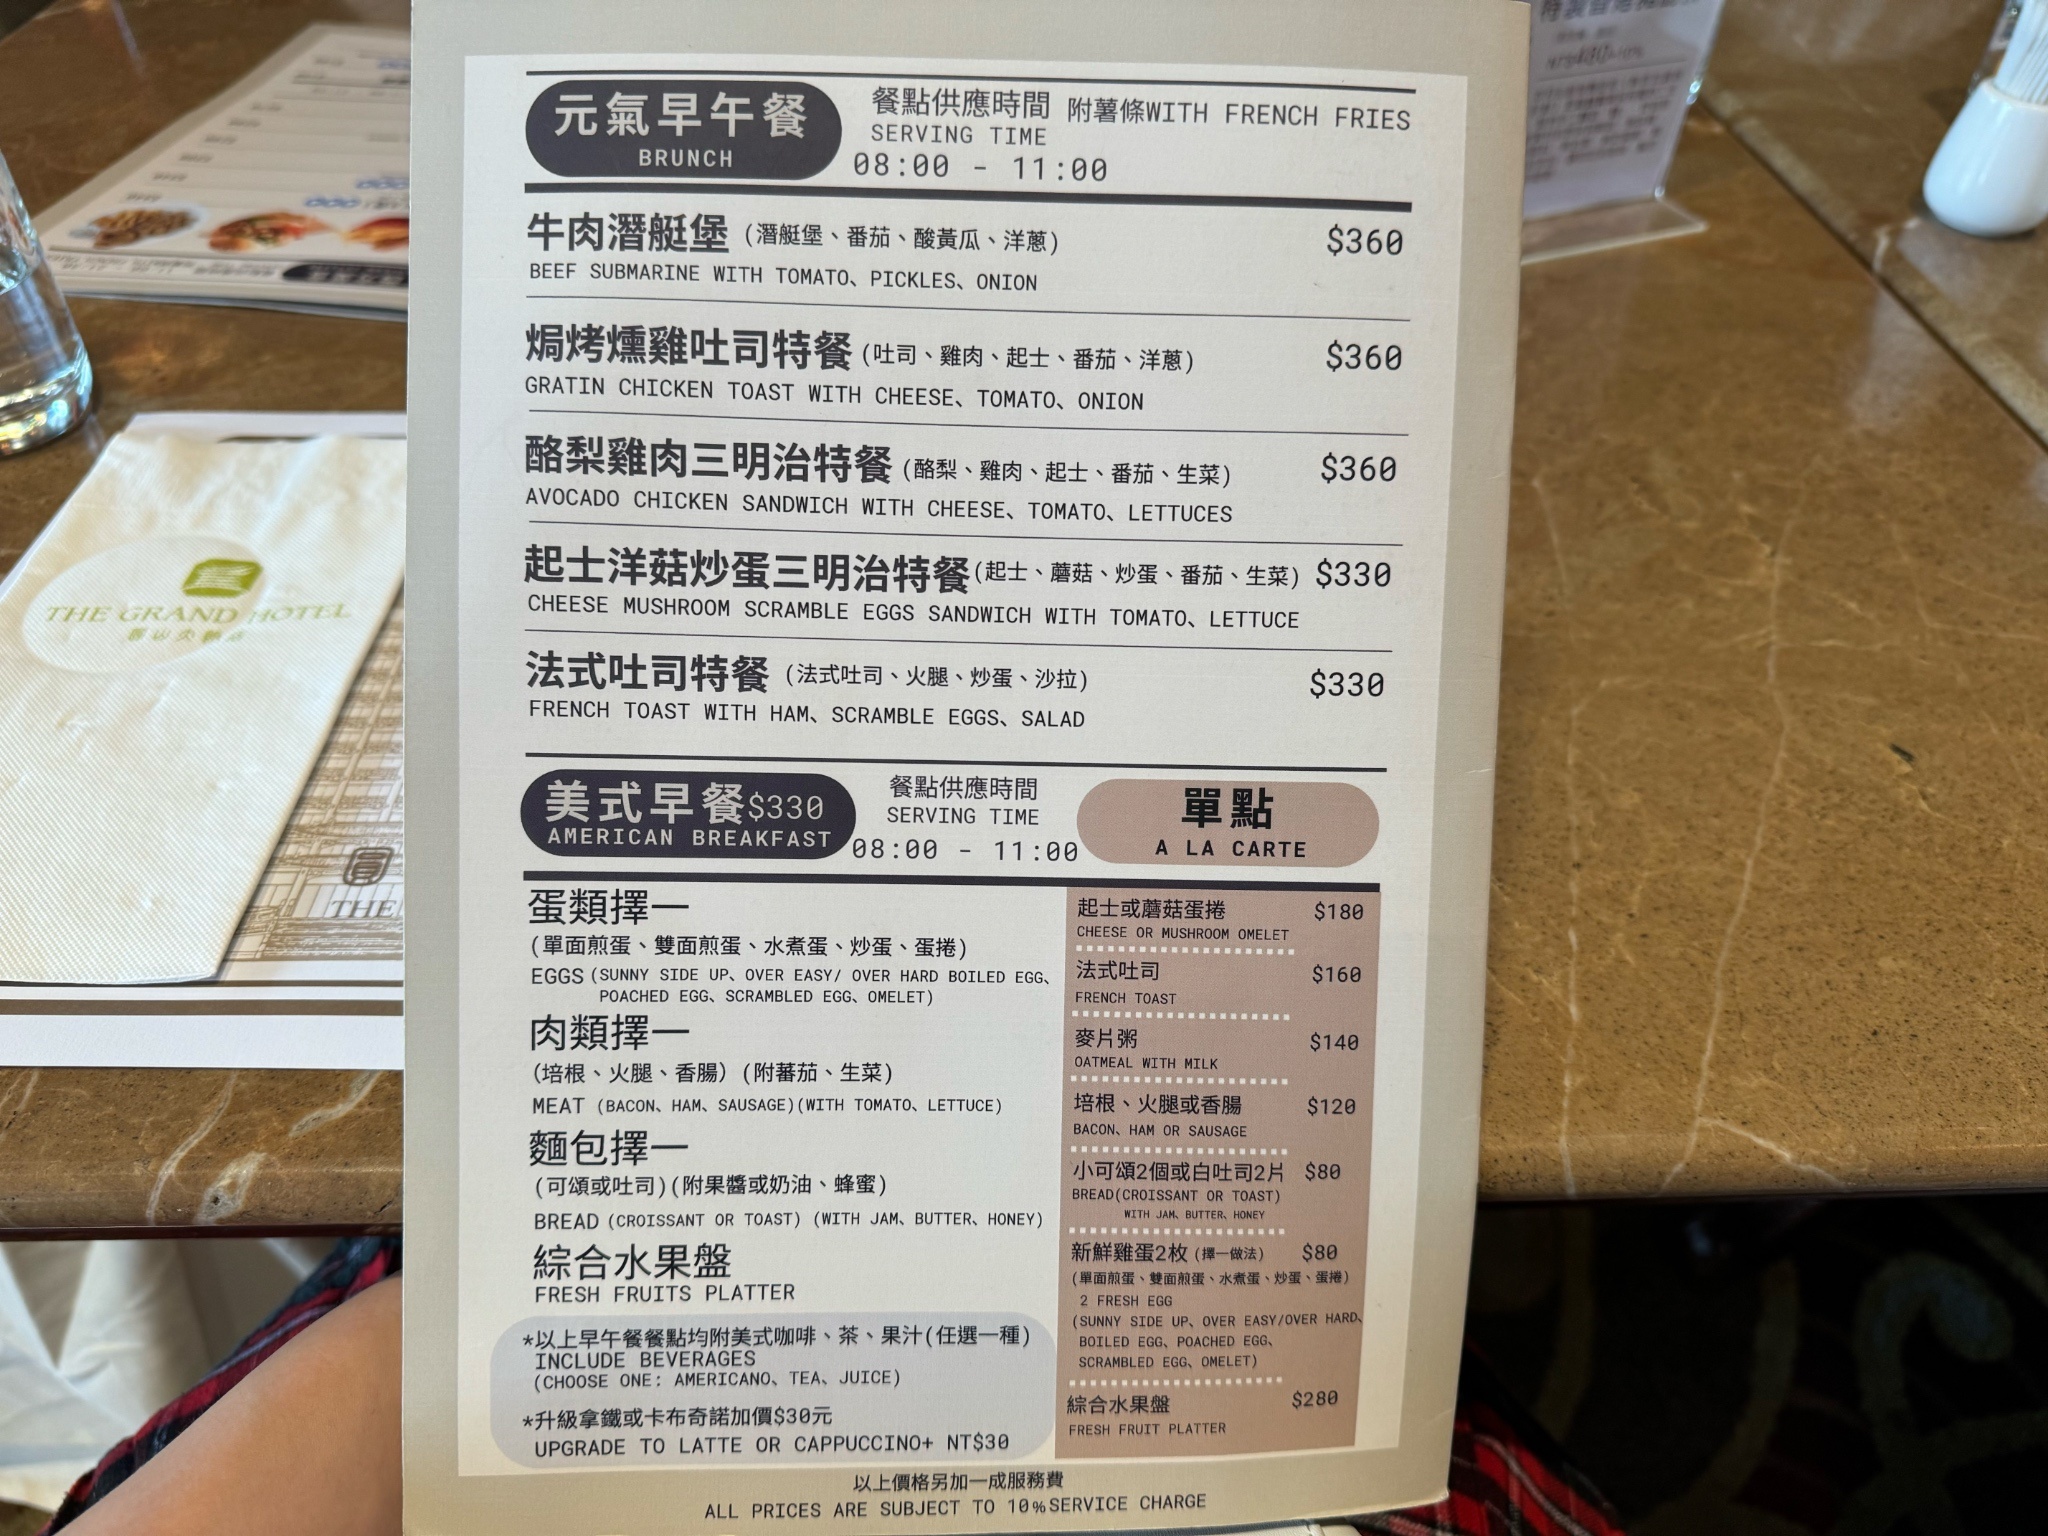 元氣早午餐
BRUNCH
餐點供應時間 附薯條WITH FRENCH FRIES
SERVING TIME
08:00 - 11:00
牛肉潛艇堡 (潛艇堡、番茄、酸黃瓜、洋蔥) $360
BEEF SUBMARINE WITH TOMATO、PICKLES、ONION
焗烤燻雞吐司特餐 (吐司、雞肉、起士、番茄、洋蔥) $360
GRATIN CHICKEN TOAST WITH CHEESE、TOMATO、ONION
酪梨雞肉三明治特餐 (酪梨、雞肉、起士、番茄、生菜) $360
AVOCADO CHICKEN SANDWICH WITH CHEESE、TOMATO、LETTUCES
起士洋菇炒蛋三明治特餐(起士、蘑菇、炒蛋、番茄、生菜) $330
CHEESE MUSHROOM SCRAMBLE EGGS SANDWICH WITH TOMATO、LETTUCE
法式吐司特餐 (法式吐司、火腿、炒蛋、沙拉) $330
FRENCH TOAST WITH HAM、SCRAMBLE EGGS、SALAD
美式早餐$330
AMERICAN BREAKFAST
餐點供應時間
SERVING TIME
08:00 - 11:00
蛋類擇一
(單面煎蛋、雙面煎蛋、水煮蛋、炒蛋、蛋捲)
EGGS (SUNNY SIDE UP、OVER EASY/ OVER HARD BOILED EGG、
POACHED EGG、SCRAMBLED EGG、OMELET)
肉類擇一
(培根、火腿、香腸) (附蕃茄、生菜)
MEAT (BACON、HAM、SAUSAGE)(WITH TOMATO、LETTUCE)
麵包擇一
(可頌或吐司)(附果醬或奶油、蜂蜜)
BREAD (CROISSANT OR TOAST) (WITH JAM、BUTTER、HONEY)
綜合水果盤
FRESH FRUITS PLATTER
*以上早午餐餐點均附美式咖啡、茶、果汁(任選一種)
INCLUDE BEVERAGES
(CHOOSE ONE: AMERICANO、TEA、JUICE)
*升級拿鐵或卡布奇諾加價$30元
UPGRADE TO LATTE OR CAPPUCCINO+ NT$30
單點
A LA CARTE
起士或蘑菇蛋捲 $180
CHEESE OR MUSHROOM OMELET
法式吐司 $160
FRENCH TOAST
麥片粥 $140
OATMEAL WITH MILK
培根、火腿或香腸 $120
BACON、HAM OR SAUSAGE
小可頌2個或白吐司2片 $80
BREAD(CROISSANT OR TOAST)
WITH JAM、BUTTER、HONEY
新鮮雞蛋2枚 (擇一做法) $80
(單面煎蛋、雙面煎蛋、水煮蛋、炒蛋、蛋捲)
2 FRESH EGG
(SUNNY SIDE UP、OVER EASY/OVER HARD、
BOILED EGG、POACHED EGG、
SCRAMBLED EGG、OMELET)
綜合水果盤 $280
FRESH FRUIT PLATTER
以上價格另加一成服務費
ALL PRICES ARE SUBJECT TO 10%SERVICE CHARGE
THE GRAND HOTEL
圓山大飯店
THE